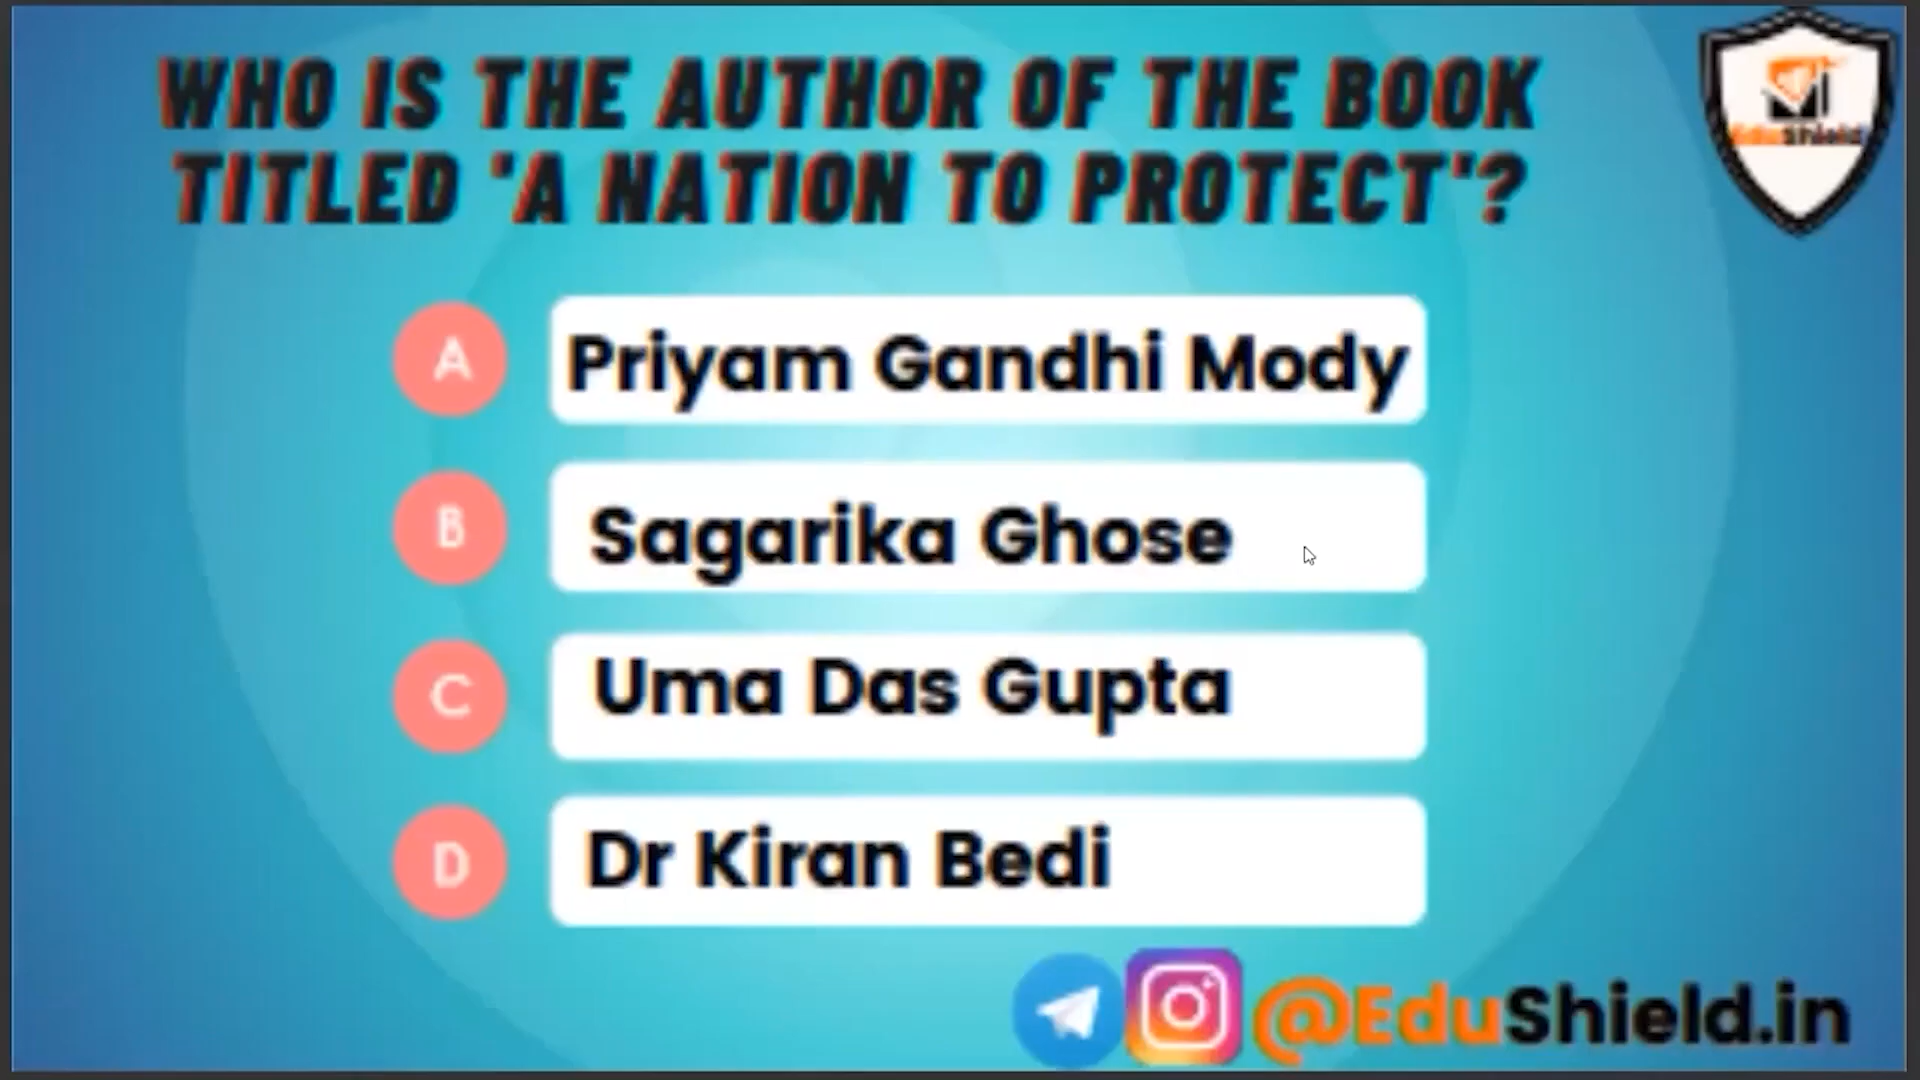 WHO IS THE AUTHOR OF THE BOOK
TITLED 'A NATION TO PROTECT'?
EduShield
A Priyam Gandhi Mody
B Sagarika Ghose
C Uma Das Gupta
D Dr Kiran Bedi
@EduShield.in